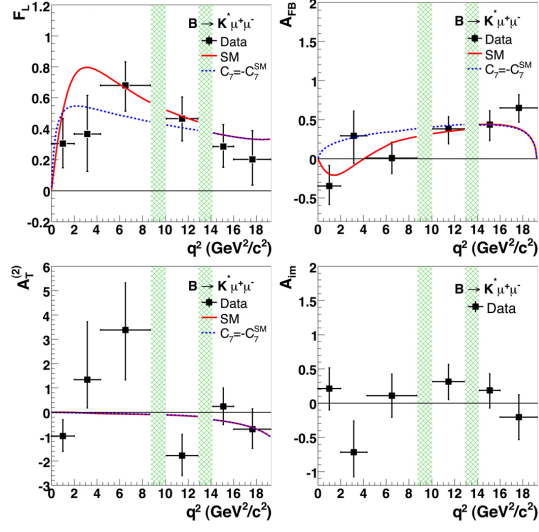 F_L
1.6
1.4
1.2
1
0.8
0.6
0.4
0.2
0
-0.2
B → K* μ⁺μ⁻
Data
SM
C₇=-C₇^SM
0 2 4 6 8 10 12 14 16 18
q² (GeV²/c²)
A_FB
2
1.5
1
0.5
0
-0.5
B → K* μ⁺μ⁻
Data
SM
C₇=-C₇^SM
0 2 4 6 8 10 12 14 16 18
q² (GeV²/c²)
A_T^(2)
6
5
4
3
2
1
0
-1
-2
-3
B → K* μ⁺μ⁻
Data
SM
C₇=-C₇^SM
0 2 4 6 8 10 12 14 16 18
q² (GeV²/c²)
A_im
2
1.5
1
0.5
0
-0.5
-1
B → K* μ⁺μ⁻
Data
0 2 4 6 8 10 12 14 16 18
q² (GeV²/c²)